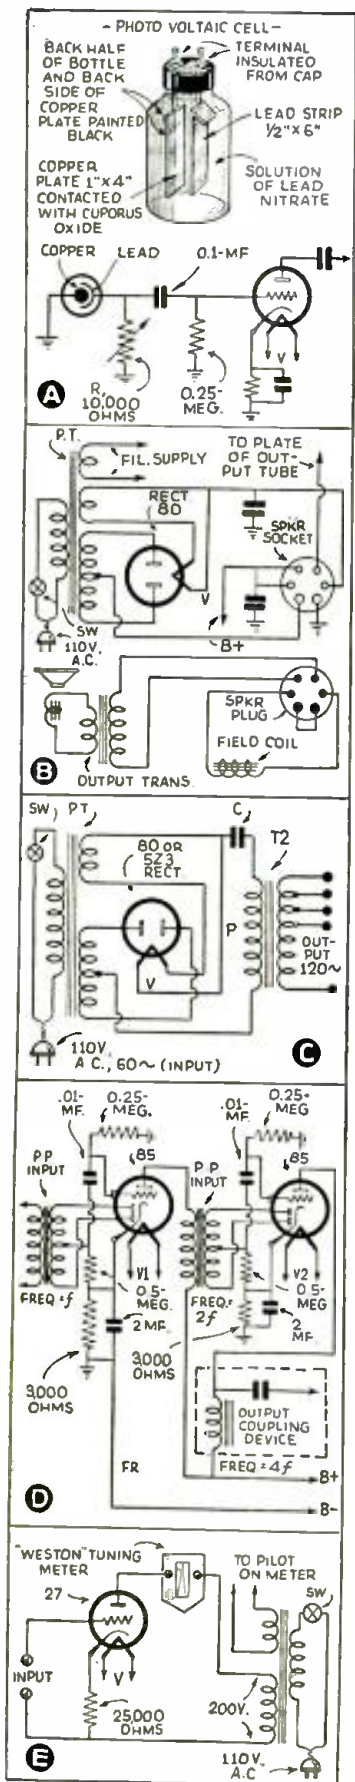 - PHOTO VOLTAIC CELL -
BACK HALF
OF BOTTLE
AND BACK
SIDE OF
COPPER
PLATE PAINTED
BLACK
TERMINAL
INSULATED
FROM CAP
LEAD STRIP
1/2"X6"
COPPER
PLATE 1"X4"
CONTACTED
WITH CUPORUS
OXIDE
SOLUTION
OF LEAD
NITRATE
COPPER
LEAD
0.1-MF
R,
10,000
OHMS
0.25-
MEG.
V
A
P.T.
FIL. SUPPLY
TO PLATE
OF OUT-
PUT TUBE
RECT
80
SPKR
SOCKET
V
B+
SW
110V.
A.C.
SPKR
PLUG
FIELD COIL
OUTPUT TRANS.
B
SW
PT.
C
80 OR
5Z3
RECT.
T2
P
V
OUT-
PUT
120~
110V.
A.C., 60~ (INPUT)
C
.01-
MF.
0.25-
MEG.
.01-
MF
0.25-
MEG.
85
85
P P
INPUT
P P
INPUT
V1
V2
FREQ=f
0.5-
MEG.
FREQ=
2f
0.5-
MEG
2 MF.
2
MF.
3,000
OHMS
3,000
OHMS
OUTPUT
COUPLING
DEVICE
FREQ=4f
FR
B+
B-
D
"WESTON" TUNING
METER
27
TO PILOT
ON METER
SW
INPUT
V
25,000
OHMS
200V.
110V.
A.C
E